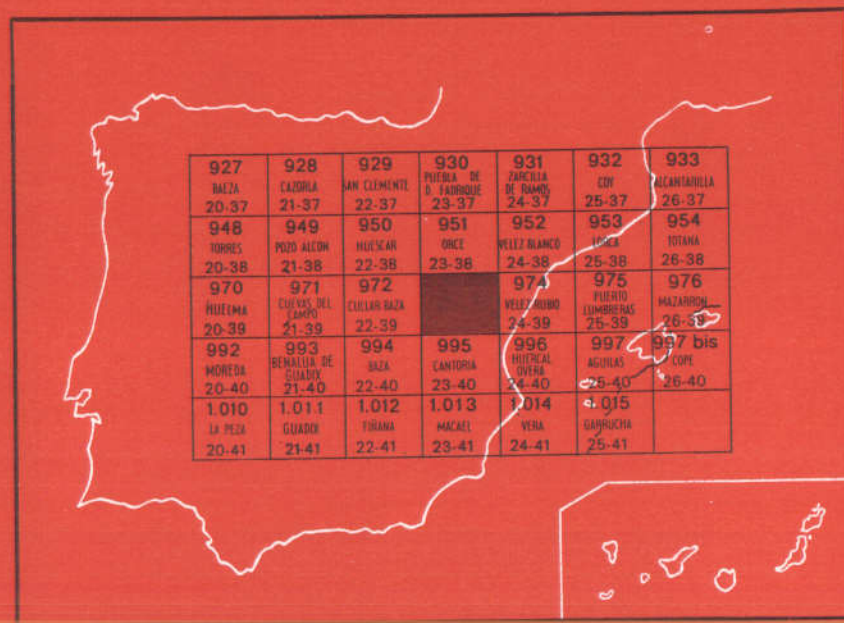 927 928 929 930 931 932 933
BAEZA CAZORLA SAN CLEMENTE PUEBLA DE D. FADRIQUE ZARCILLA DE RAMOS COY ALCANTARILLA
20-37 21-37 22-37 23-37 24-37 25-37 26-37
948 949 950 951 952 953 954
TORRES POZO ALCON HUESCAR ORCE VELEZ BLANCO LORCA TOTANA
20-38 21-38 22-38 23-38 24-38 25-38 26-38
970 971 972 974 975 976
HUELMA CUEVAS DEL CAMPO CULLAR BAZA VELEZ RUBIO PUERTO LUMBRERAS MAZARRON
20-39 21-39 22-39 24-39 25-39 26-39
992 993 994 995 996 997 997 bis
MOREDA BENALUA DE GUADIX BAZA CANTORIA HUERCAL OVERA AGUILAS COPE
20-40 21-40 22-40 23-40 24-40 25-40 26-40
1.010 1.011 1.012 1.013 1.014 1.015
LA PEZA GUADIX FIÑANA MACAEL VERA GARRUCHA
20-41 21-41 22-41 23-41 24-41 25-41